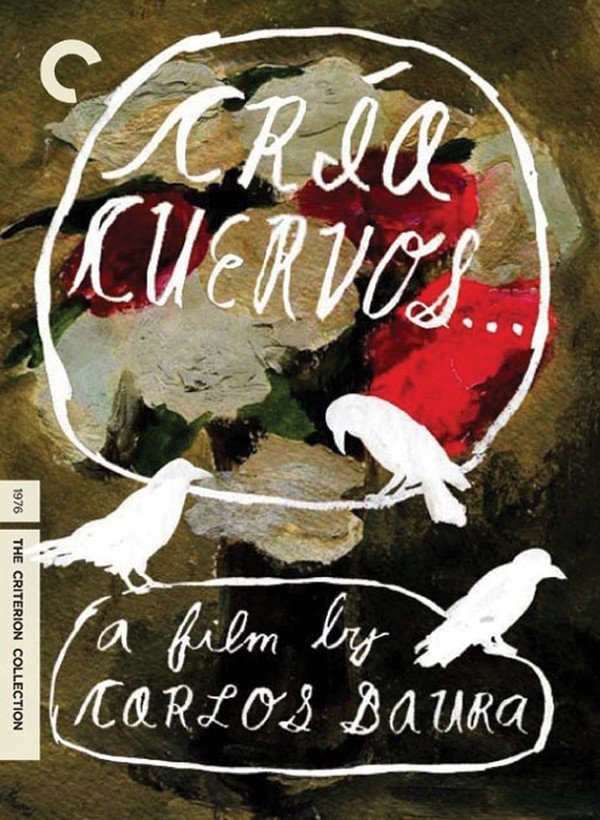 CRÍA
CUERVOS...
1976
THE CRITERION COLLECTION
a film by
CARLOS SAURA